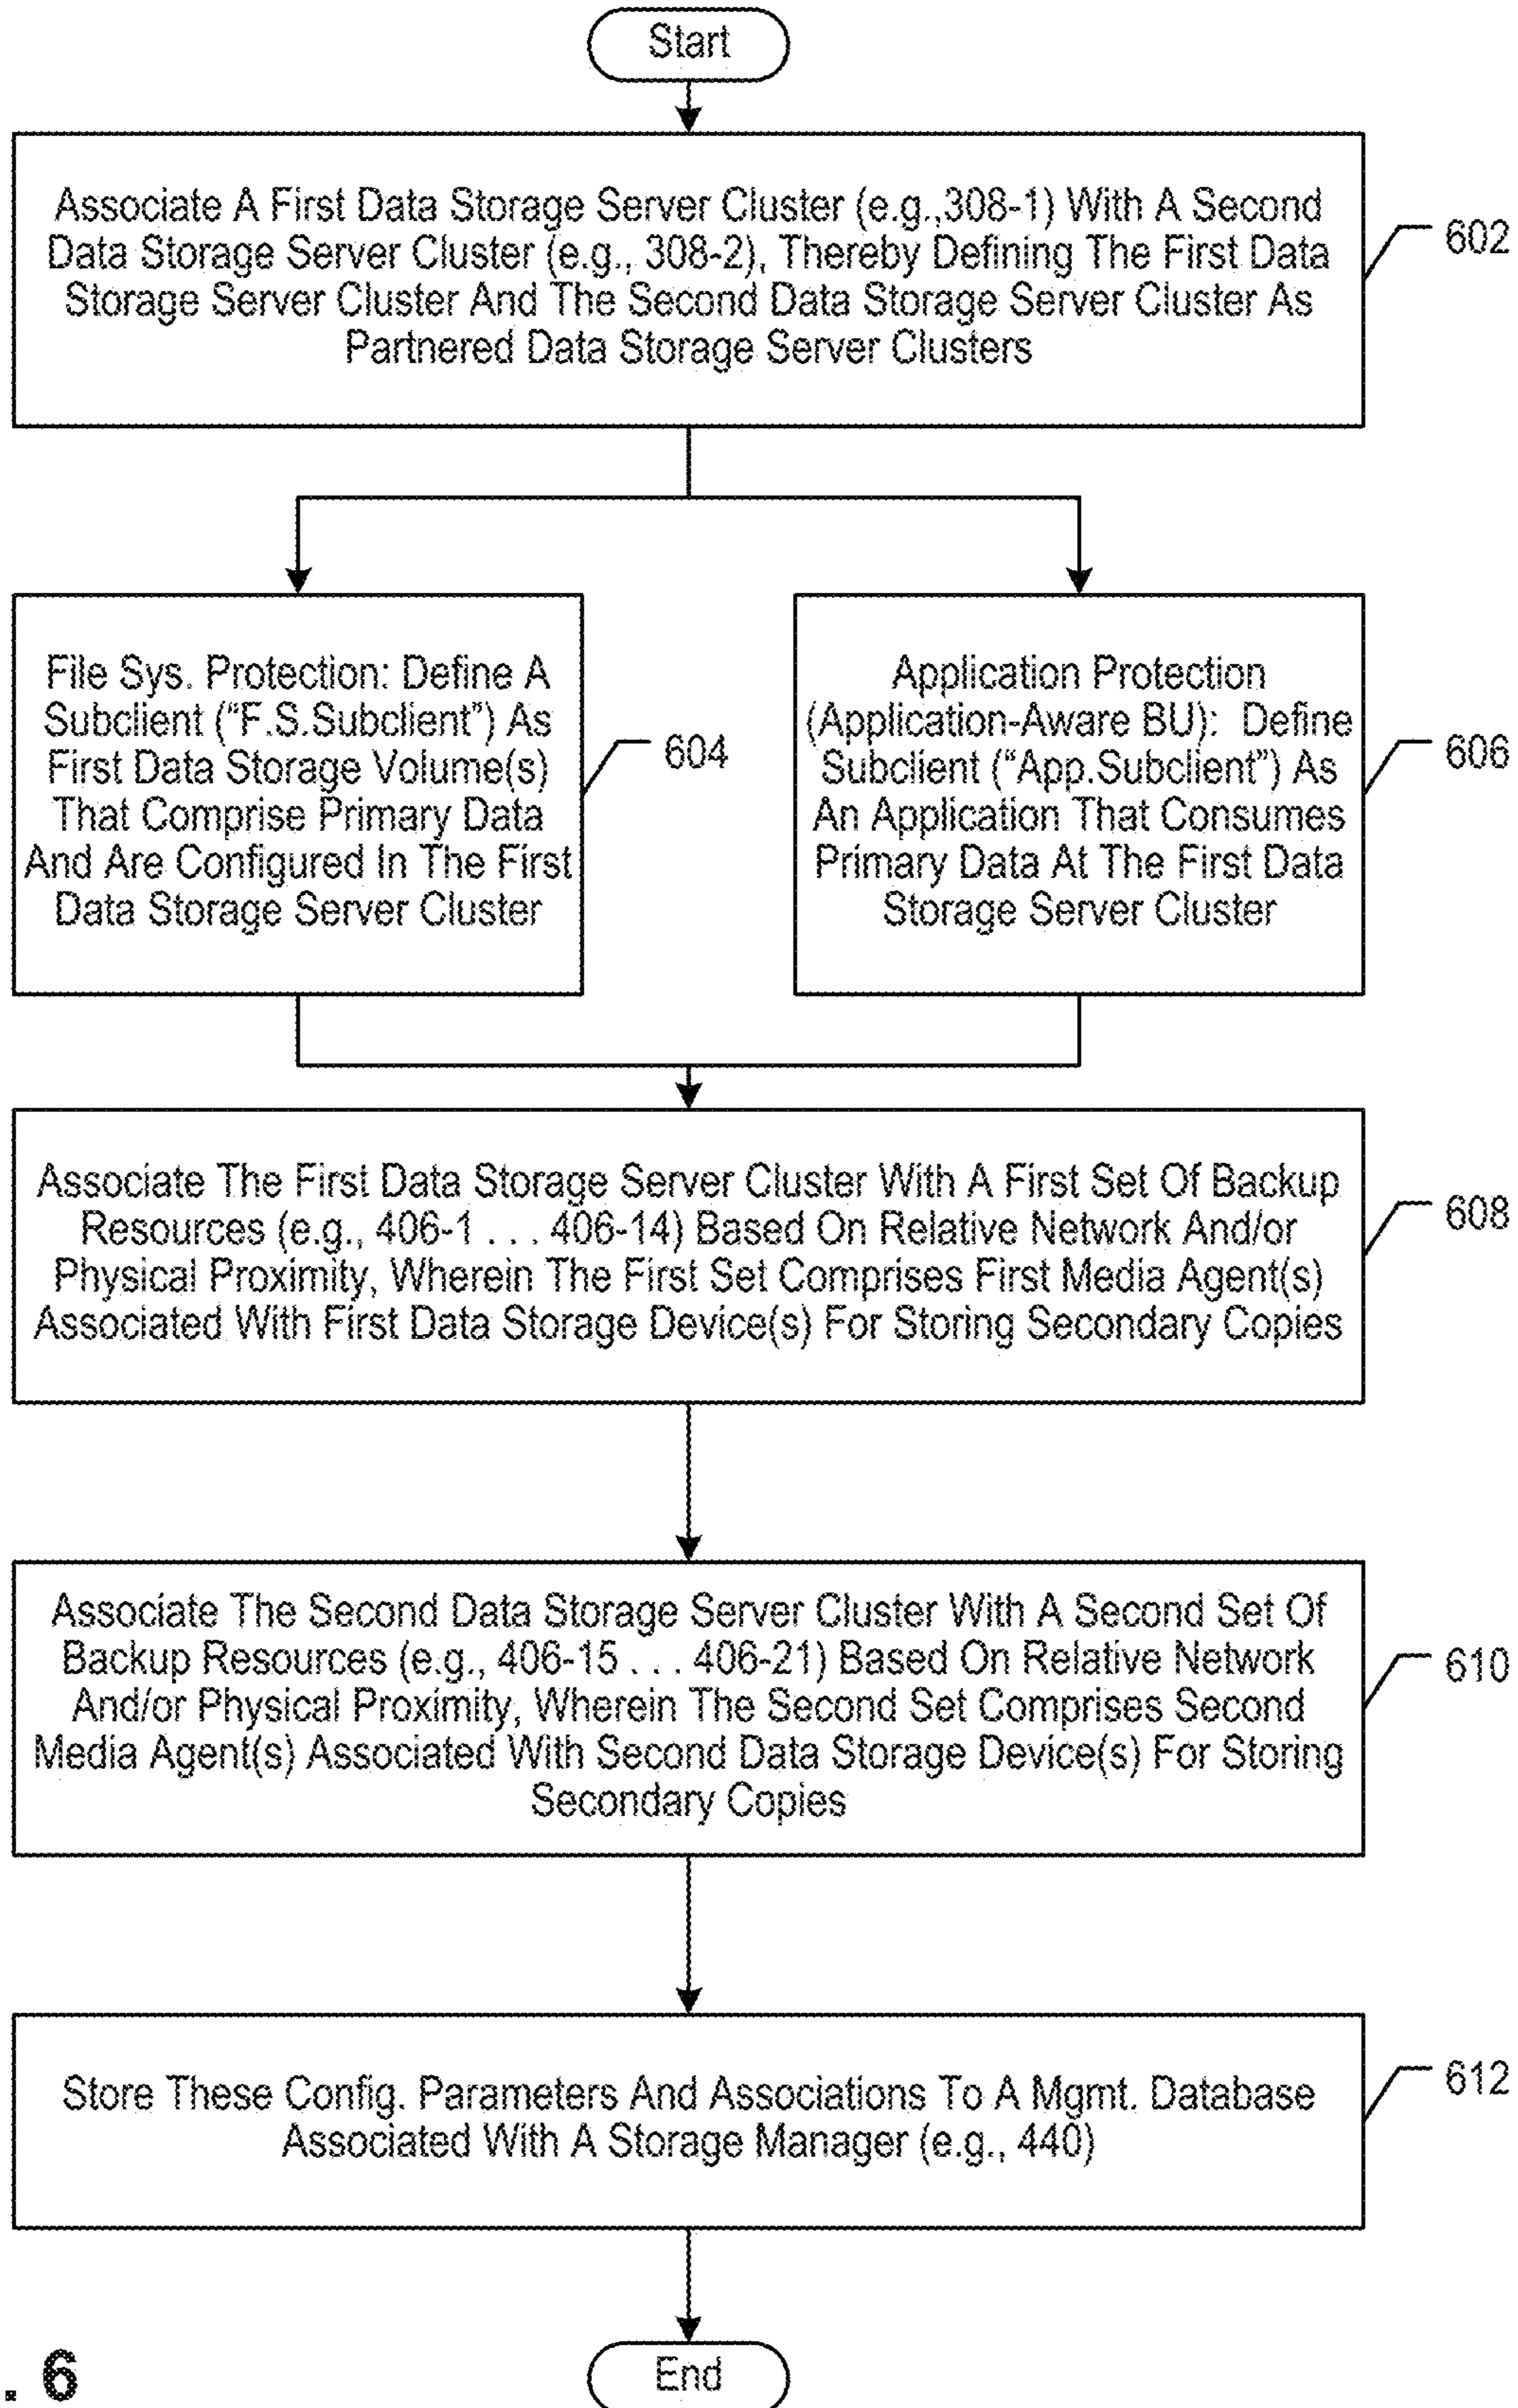 Start
Associate A First Data Storage Server Cluster (e.g.,308-1) With A Second
Data Storage Server Cluster (e.g., 308-2), Thereby Defining The First Data
Storage Server Cluster And The Second Data Storage Server Cluster As
Partnered Data Storage Server Clusters
602
File Sys. Protection: Define A
Subclient ("F.S.Subclient") As
First Data Storage Volume(s)
That Comprise Primary Data
And Are Configured In The First
Data Storage Server Cluster
604
Application Protection
(Application-Aware BU): Define
Subclient ("App.Subclient") As
An Application That Consumes
Primary Data At The First Data
Storage Server Cluster
606
Associate The First Data Storage Server Cluster With A First Set Of Backup
Resources (e.g., 406-1 . . . 406-14) Based On Relative Network And/or
Physical Proximity, Wherein The First Set Comprises First Media Agent(s)
Associated With First Data Storage Device(s) For Storing Secondary Copies
608
Associate The Second Data Storage Server Cluster With A Second Set Of
Backup Resources (e.g., 406-15 . . . 406-21) Based On Relative Network
And/or Physical Proximity, Wherein The Second Set Comprises Second
Media Agent(s) Associated With Second Data Storage Device(s) For Storing
Secondary Copies
610
Store These Config. Parameters And Associations To A Mgmt. Database
Associated With A Storage Manager (e.g., 440)
612
End
. 6